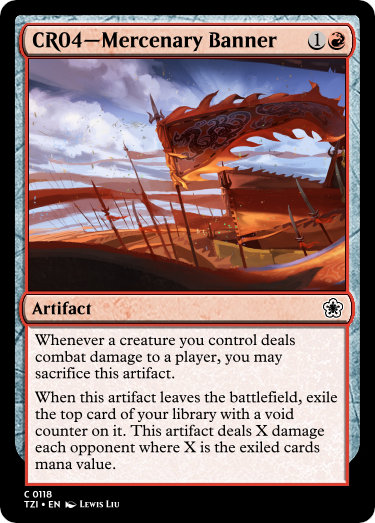 CR04—Mercenary Banner
1
Artifact
Whenever a creature you control deals
combat damage to a player, you may
sacrifice this artifact.
When this artifact leaves the battlefield, exile
the top card of your library with a void
counter on it. This artifact deals X damage
each opponent where X is the exiled cards
mana value.
C 0118
TZI • EN Lewis Liu